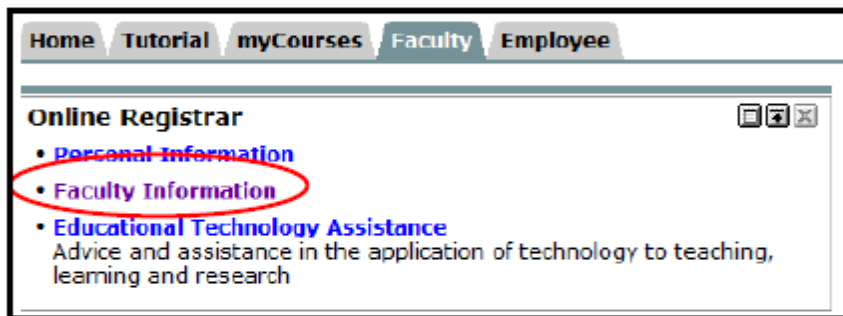 Home Tutorial myCourses Faculty Employee
Online Registrar
• Personal Information
• Faculty Information
• Educational Technology Assistance
Advice and assistance in the application of technology to teaching,
learning and research